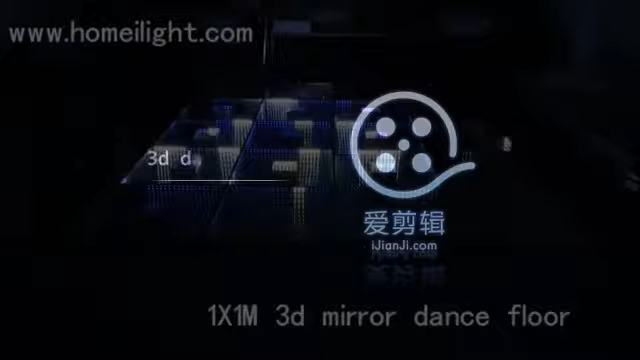 www.homeilight.com
3d d
爱剪辑
iJianJi.com
1X1M 3d mirror dance floor